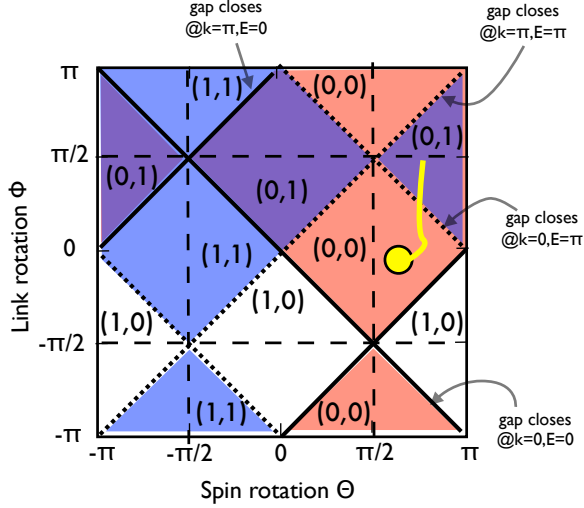 gap closes
@k=π,E=0
gap closes
@k=π,E=π
π
(1,1)
(0,0)
(0,1)
π/2
(0,1)
(0,1)
gap closes
@k=0,E=π
Link rotation Φ
0
(1,1)
(0,0)
(1,0)
(1,0)
(1,0)
-π/2
(1,1)
(0,0)
gap closes
@k=0,E=0
-π
-π
-π/2
0
π/2
π
Spin rotation Θ